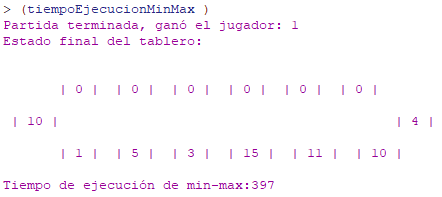 > (tiempoEjecucionMinMax )
Partida terminada, ganó el jugador: 1
Estado final del tablero:
| 0 | | 0 | | 0 | | 0 | | 0 | | 0 |
| 10 | | 4 |
| 1 | | 5 | | 3 | | 15 | | 11 | | 10 |
Tiempo de ejecución de min-max:397